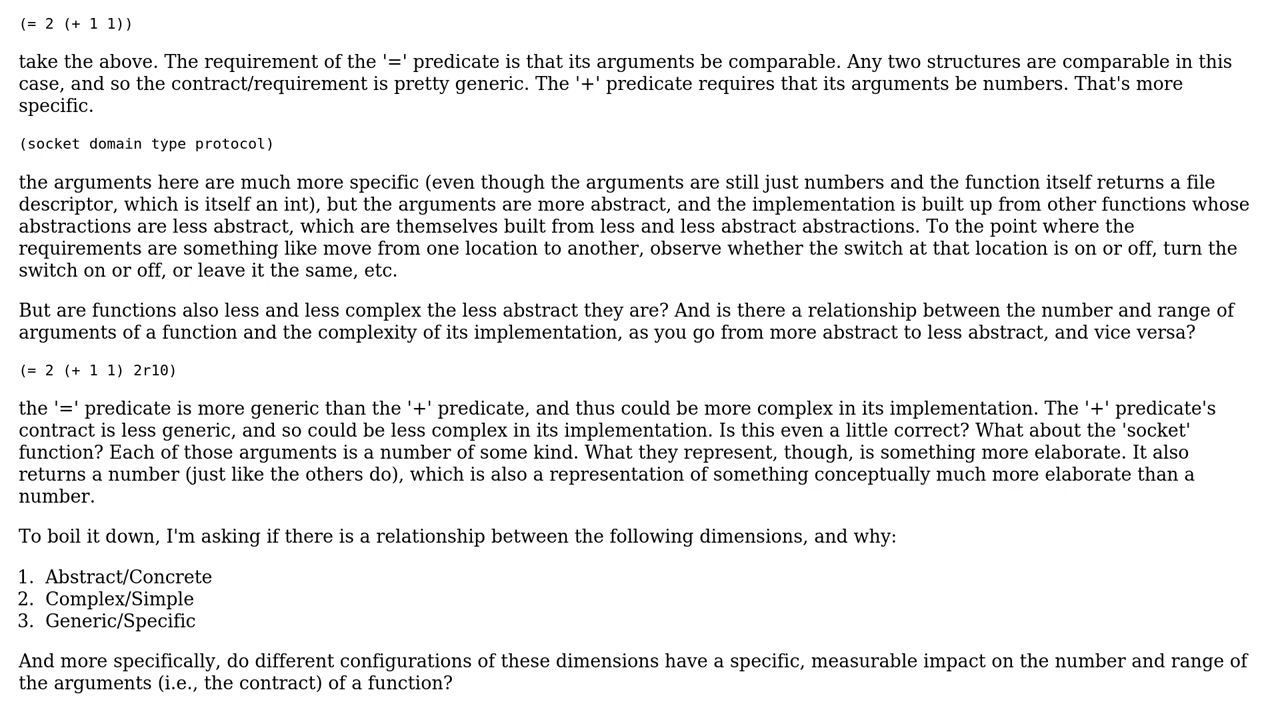 (= 2 (+ 1 1))
take the above. The requirement of the '=' predicate is that its arguments be comparable. Any two structures are comparable in this
case, and so the contract/requirement is pretty generic. The '+' predicate requires that its arguments be numbers. That's more
specific.
(socket domain type protocol)
the arguments here are much more specific (even though the arguments are still just numbers and the function itself returns a file
descriptor, which is itself an int), but the arguments are more abstract, and the implementation is built up from other functions whose
abstractions are less abstract, which are themselves built from less and less abstract abstractions. To the point where the
requirements are something like move from one location to another, observe whether the switch at that location is on or off, turn the
switch on or off, or leave it the same, etc.
But are functions also less and less complex the less abstract they are? And is there a relationship between the number and range of
arguments of a function and the complexity of its implementation, as you go from more abstract to less abstract, and vice versa?
(= 2 (+ 1 1) 2r10)
the '=' predicate is more generic than the '+' predicate, and thus could be more complex in its implementation. The '+' predicate's
contract is less generic, and so could be less complex in its implementation. Is this even a little correct? What about the 'socket'
function? Each of those arguments is a number of some kind. What they represent, though, is something more elaborate. It also
returns a number (just like the others do), which is also a representation of something conceptually much more elaborate than a
number.
To boil it down, I'm asking if there is a relationship between the following dimensions, and why:
1. Abstract/Concrete
2. Complex/Simple
3. Generic/Specific
And more specifically, do different configurations of these dimensions have a specific, measurable impact on the number and range of
the arguments (i.e., the contract) of a function?